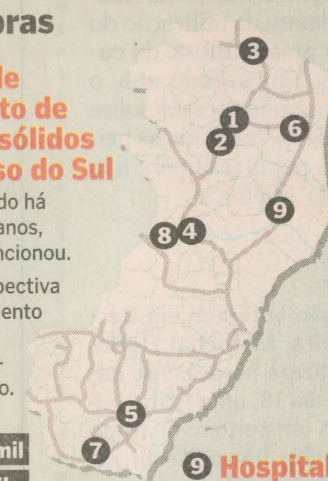 bras
de
to de
sólidos
so do Sul
do há
anos,
ncionou.
pectiva
ento
o.
mil
3
1
2
6
9
8 4
5
7
9 Hospital